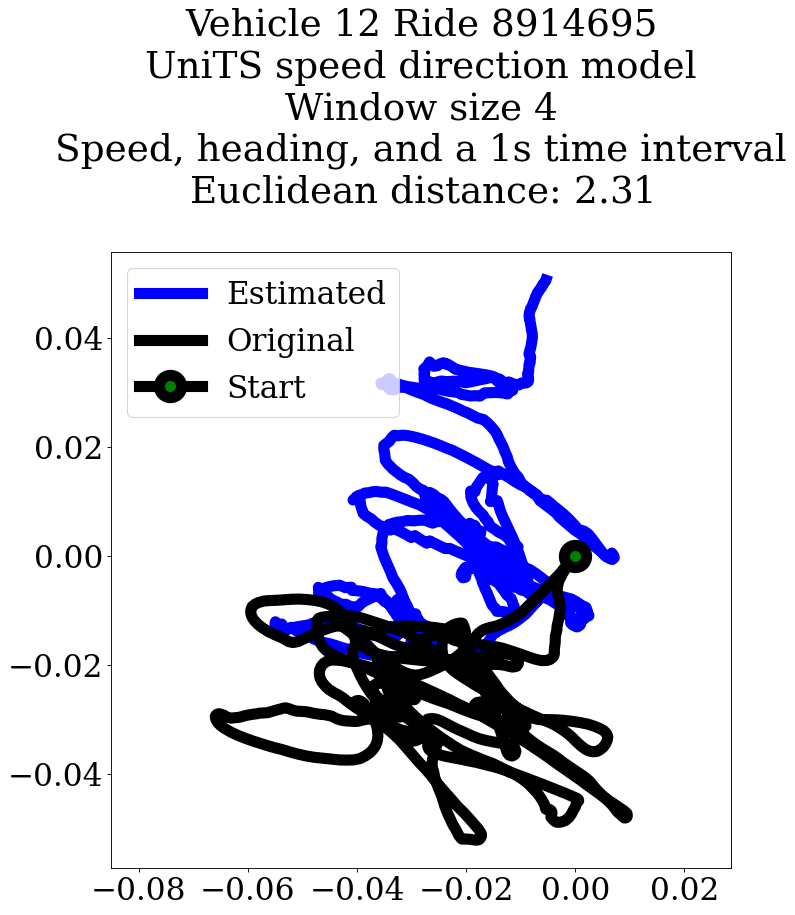 Vehicle 12 Ride 8914695
UniTS speed direction model
Window size 4
Speed, heading, and a 1s time interval
Euclidean distance: 2.31
Estimated
Original
Start
0.04
0.02
0.00
−0.02
−0.04
−0.08 −0.06 −0.04 −0.02 0.00 0.02